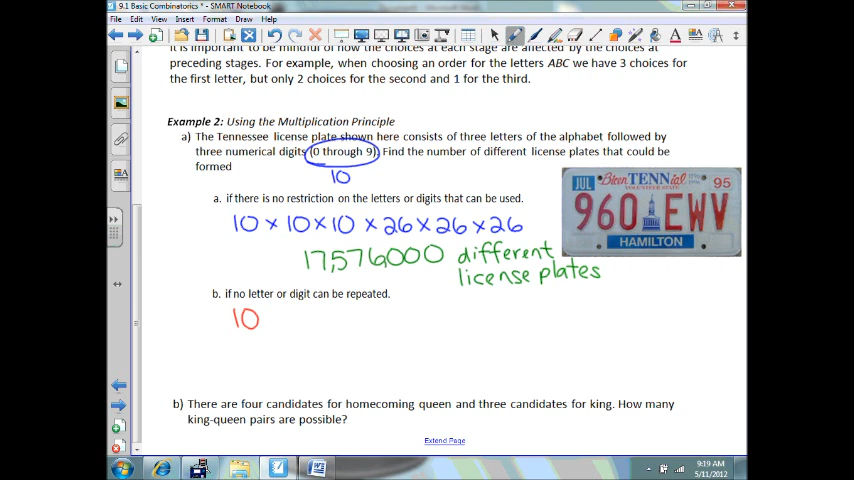 9.1 Basic Combinatorics * - SMART Notebook
File Edit View Insert Format Draw Help
It is important to be mindful of how the choices at each stage are affected by the choices at
preceding stages. For example, when choosing an order for the letters ABC we have 3 choices for
the first letter, but only 2 choices for the second and 1 for the third.
Example 2: Using the Multiplication Principle
a) The Tennessee license plate shown here consists of three letters of the alphabet followed by
three numerical digits (0 through 9). Find the number of different license plates that could be
formed
10
a. if there is no restriction on the letters or digits that can be used.
10 × 10 × 10 × 26 × 26 × 26
17,576,000 different
license plates
JUL Bicen TENNial 95
VOLUNTEER STATE
960 EWV
HAMILTON
b. if no letter or digit can be repeated.
10
b) There are four candidates for homecoming queen and three candidates for king. How many
king-queen pairs are possible?
Extend Page
9:19 AM
5/11/2012